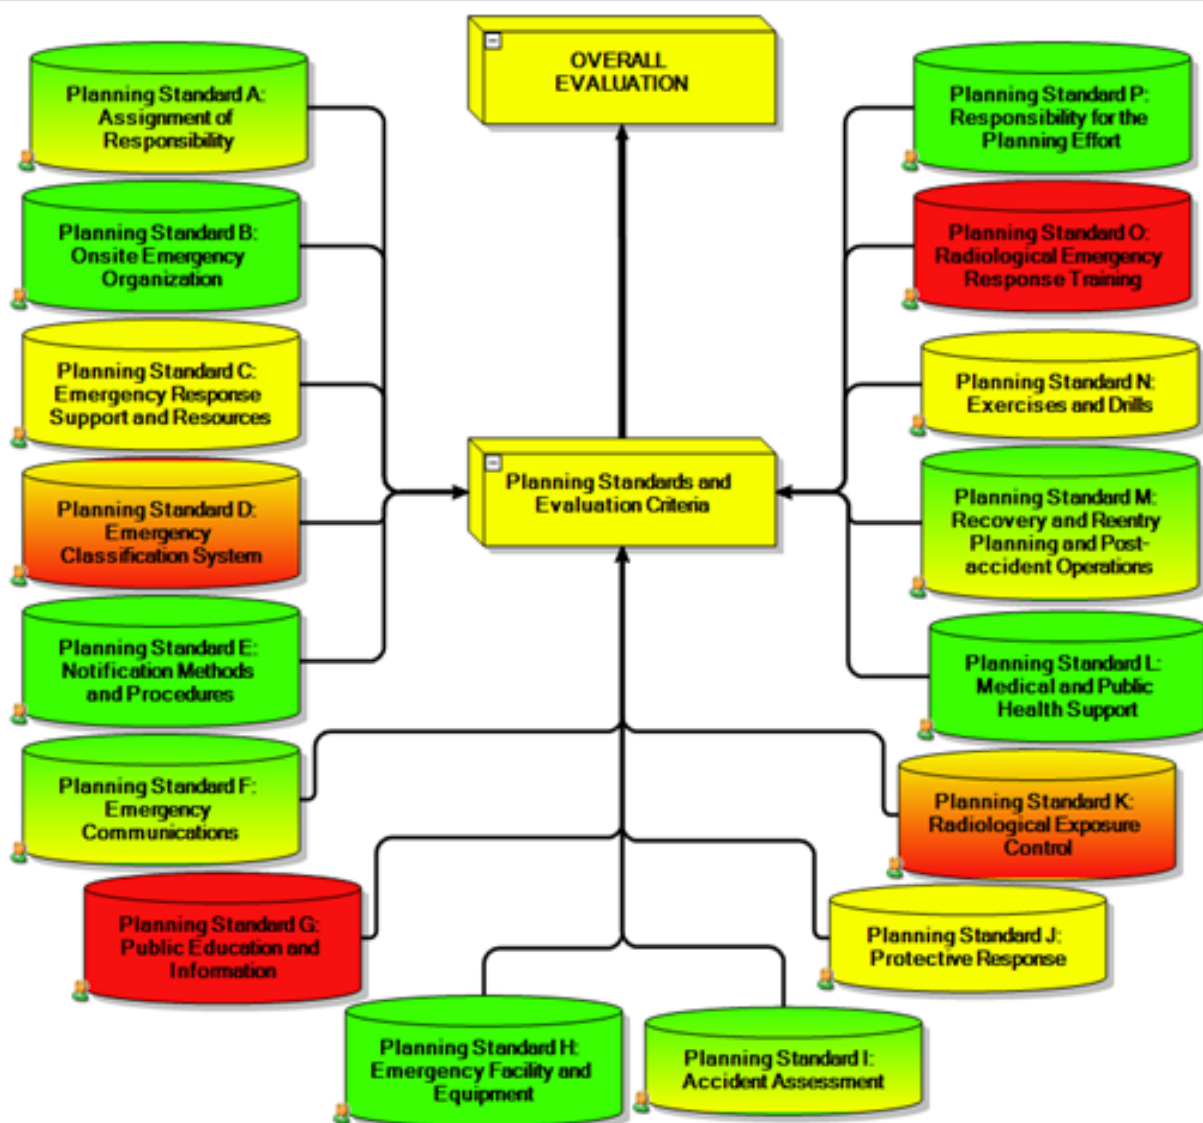 OVERALL
EVALUATION
Planning Standard A:
Assignment of
Responsibility
Planning Standard B:
Onsite Emergency
Organization
Planning Standard C:
Emergency Response
Support and Resources
Planning Standard D:
Emergency
Classification System
Planning Standard E:
Notification Methods
and Procedures
Planning Standard F:
Emergency
Communications
Planning Standard G:
Public Education and
Information
Planning Standard H:
Emergency Facility and
Equipment
Planning Standard I:
Accident Assessment
Planning Standard J:
Protective Response
Planning Standard K:
Radiological Exposure
Control
Planning Standard L:
Medical and Public
Health Support
Planning Standard M:
Recovery and Reentry
Planning and Post-
accident Operations
Planning Standard N:
Exercises and Drills
Planning Standard O:
Radiological Emergency
Response Training
Planning Standard P:
Responsibility for the
Planning Effort
Planning Standards and
Evaluation Criteria